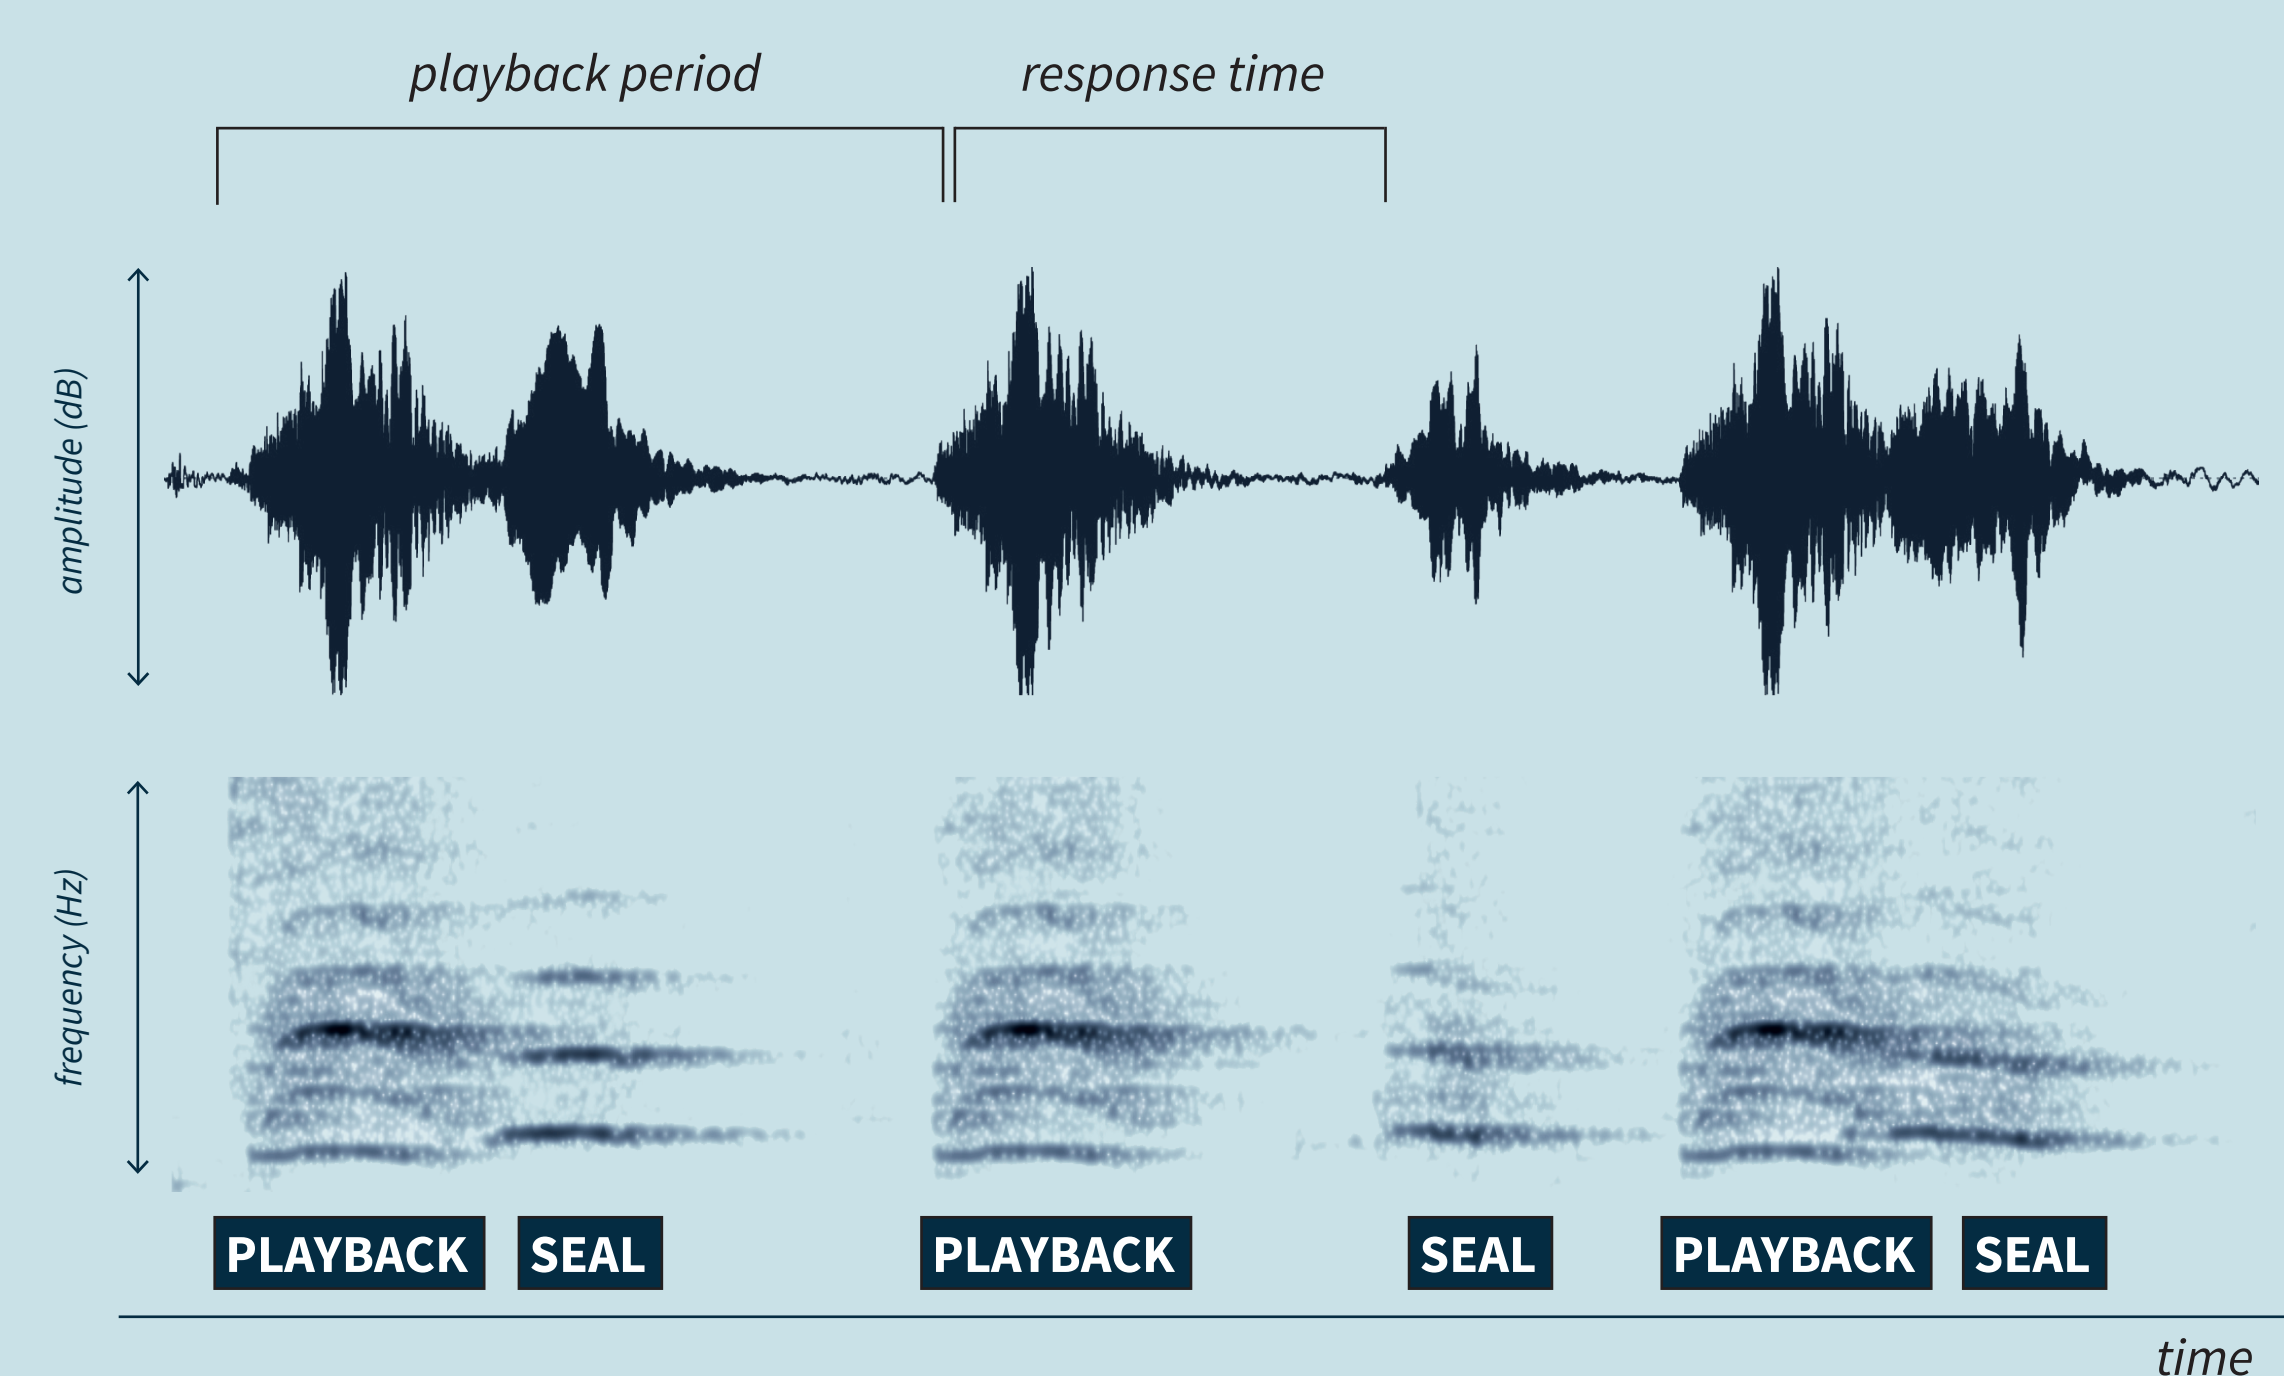 playback period
response time
amplitude (dB)
frequency (Hz)
PLAYBACK
SEAL
PLAYBACK
SEAL
PLAYBACK
SEAL
time